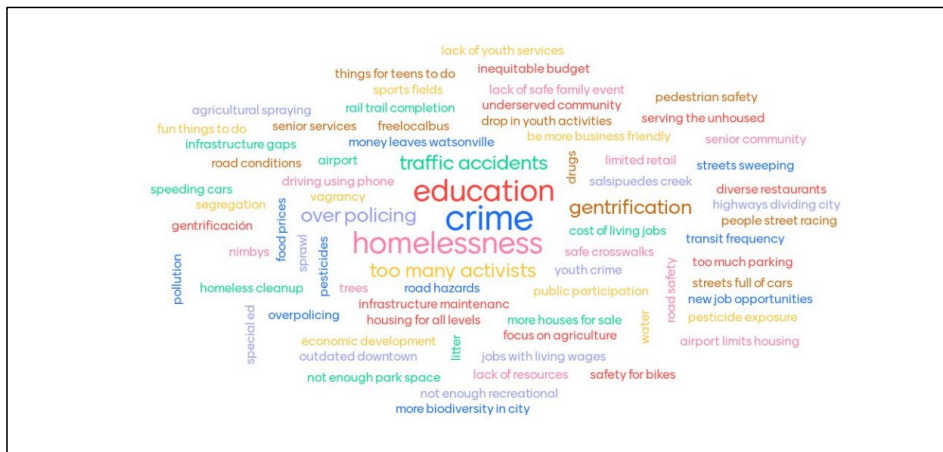 lack of youth services
things for teens to do
inequitable budget
sports fields
lack of safe family event
pedestrian safety
agricultural spraying
rail trail completion
underserved community
serving the unhoused
fun things to do
senior services
freelocalbus
drop in youth activities
be more business friendly
senior community
infrastructure gaps
money leaves watsonville
road conditions
airport
traffic accidents
drugs
limited retail
streets sweeping
speeding cars
driving using phone
education
salsipuedes creek
diverse restaurants
segregation
vagrancy
highways dividing city
gentrificación
food prices
over policing
crime
gentrification
people street racing
nimbys
sprawl
pesticides
homelessness
cost of living jobs
transit frequency
pollution
safe crosswalks
too much parking
homeless cleanup
trees
too many activists
youth crime
road safety
streets full of cars
road hazards
public participation
new job opportunities
special ed
overpolicing
infrastructure maintenanc
housing for all levels
more houses for sale
water
pesticide exposure
economic development
litter
focus on agriculture
airport limits housing
outdated downtown
jobs with living wages
not enough park space
lack of resources
safety for bikes
not enough recreational
more biodiversity in city